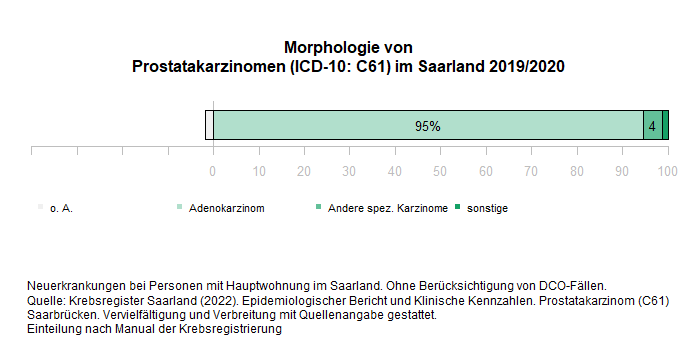 Morphologie von
Prostatakarzinomen (ICD-10: C61) im Saarland 2019/2020
95% 4
0 10 20 30 40 50 60 70 80 90 100
o. A. Adenokarzinom Andere spez. Karzinome sonstige
Neuerkrankungen bei Personen mit Hauptwohnung im Saarland. Ohne Berücksichtigung von DCO-Fällen.
Quelle: Krebsregister Saarland (2022). Epidemiologischer Bericht und Klinische Kennzahlen. Prostatakarzinom (C61)
Saarbrücken. Vervielfältigung und Verbreitung mit Quellenangabe gestattet.
Einteilung nach Manual der Krebsregistrierung